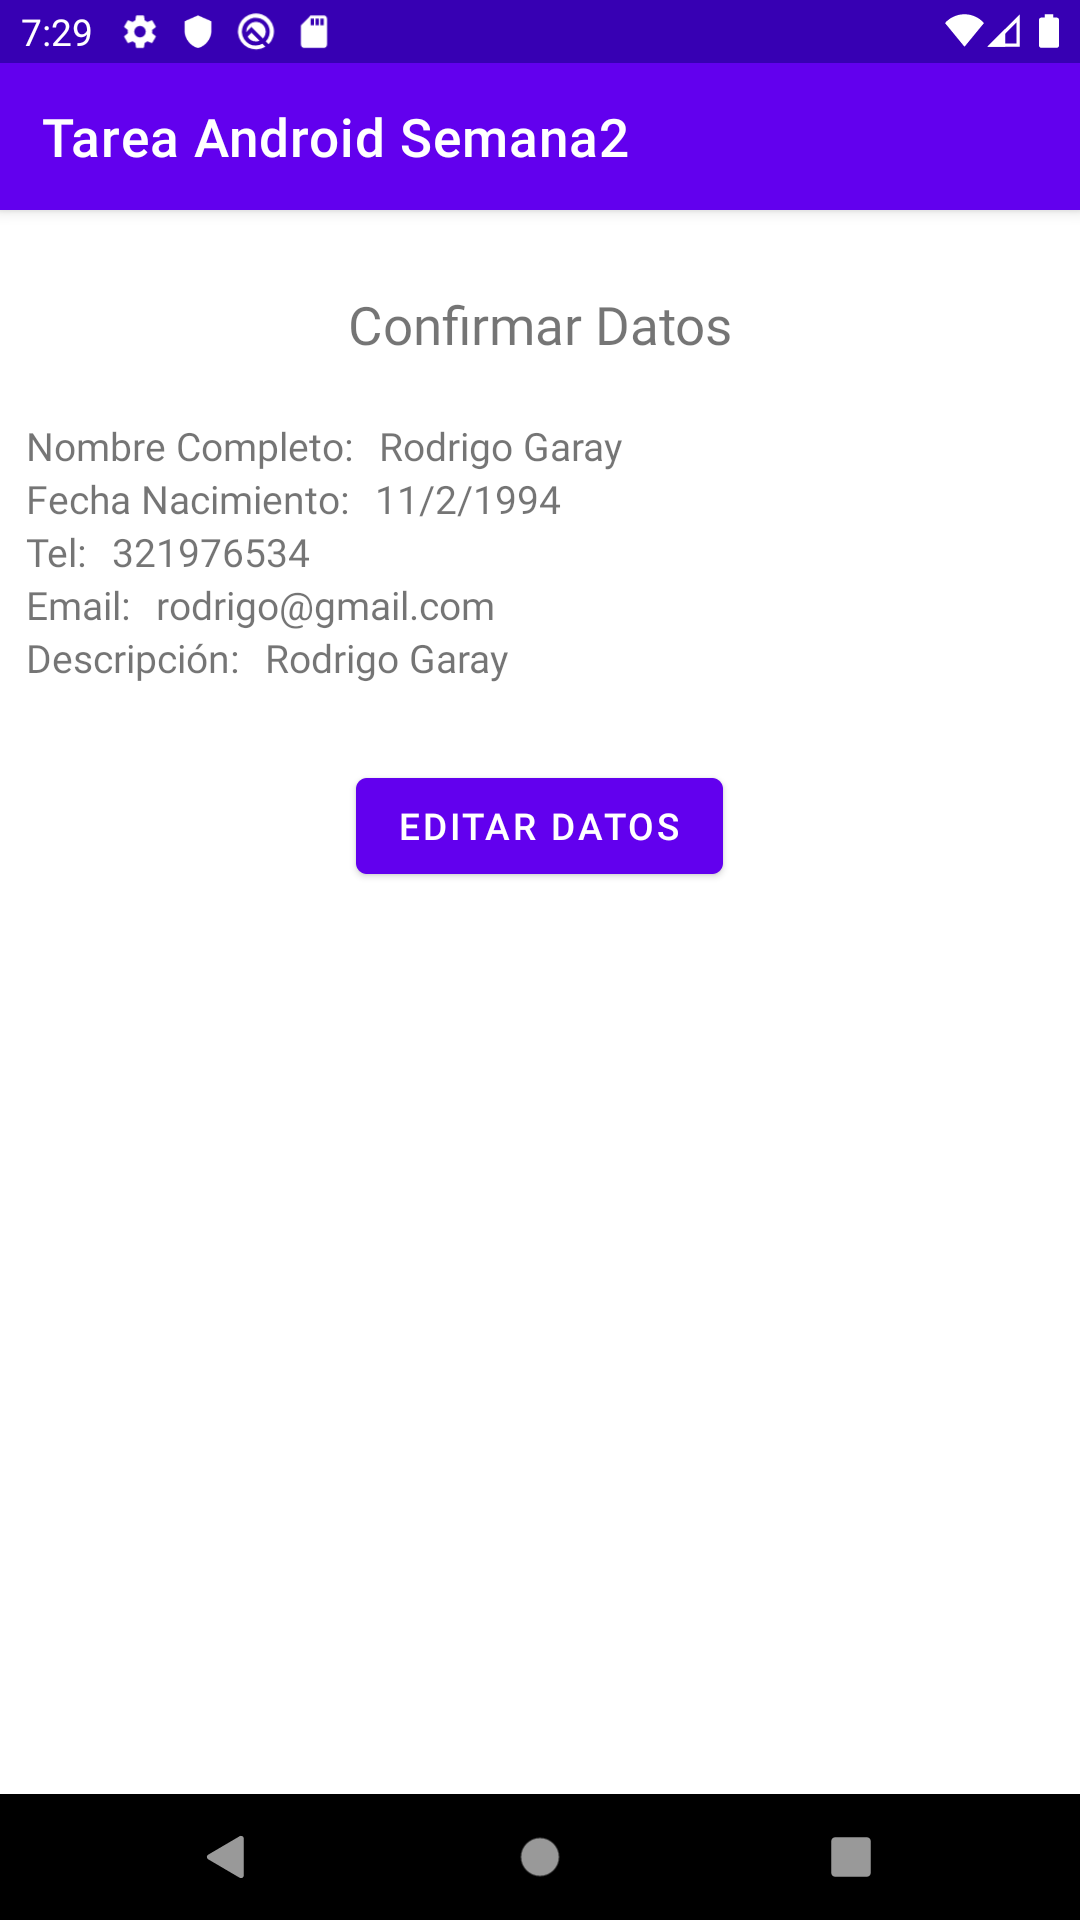 7:29
Tarea Android Semana2
Confirmar Datos
Nombre Completo: Rodrigo Garay
Fecha Nacimiento: 11/2/1994
Tel: 321976534
Email: rodrigo@gmail.com
Descripción: Rodrigo Garay
EDITAR DATOS